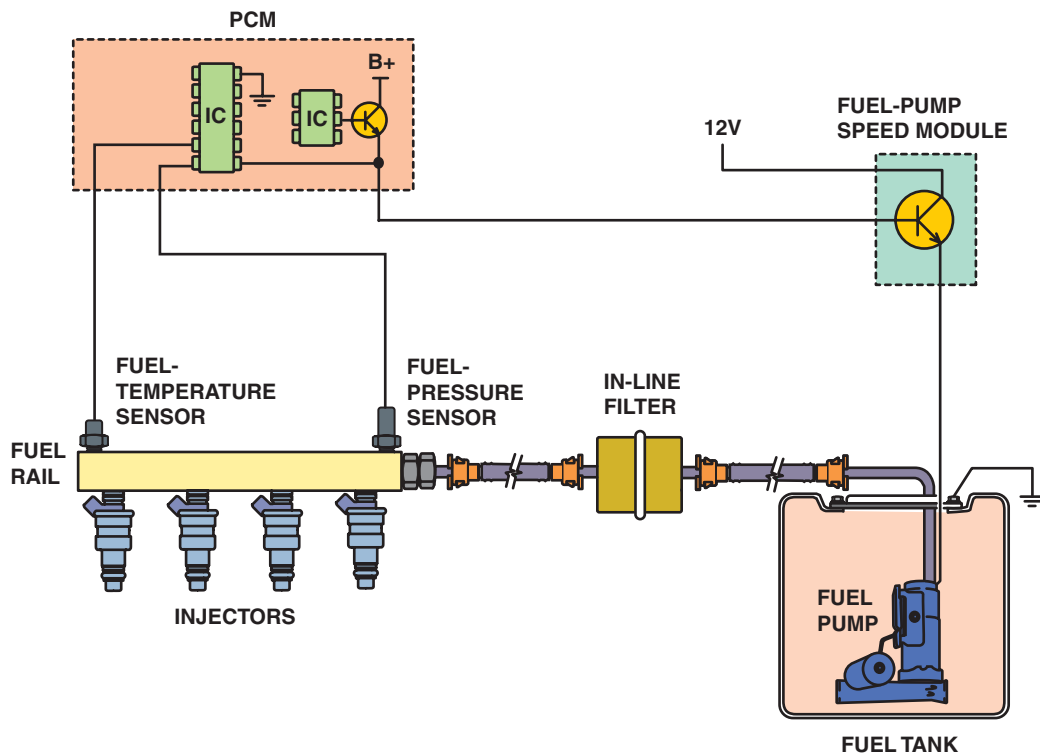 PCM
B+
IC
IC
FUEL-PUMP
SPEED MODULE
12V
FUEL-
TEMPERATURE
SENSOR
FUEL-
PRESSURE
SENSOR
IN-LINE
FILTER
FUEL
RAIL
INJECTORS
FUEL
PUMP
FUEL TANK